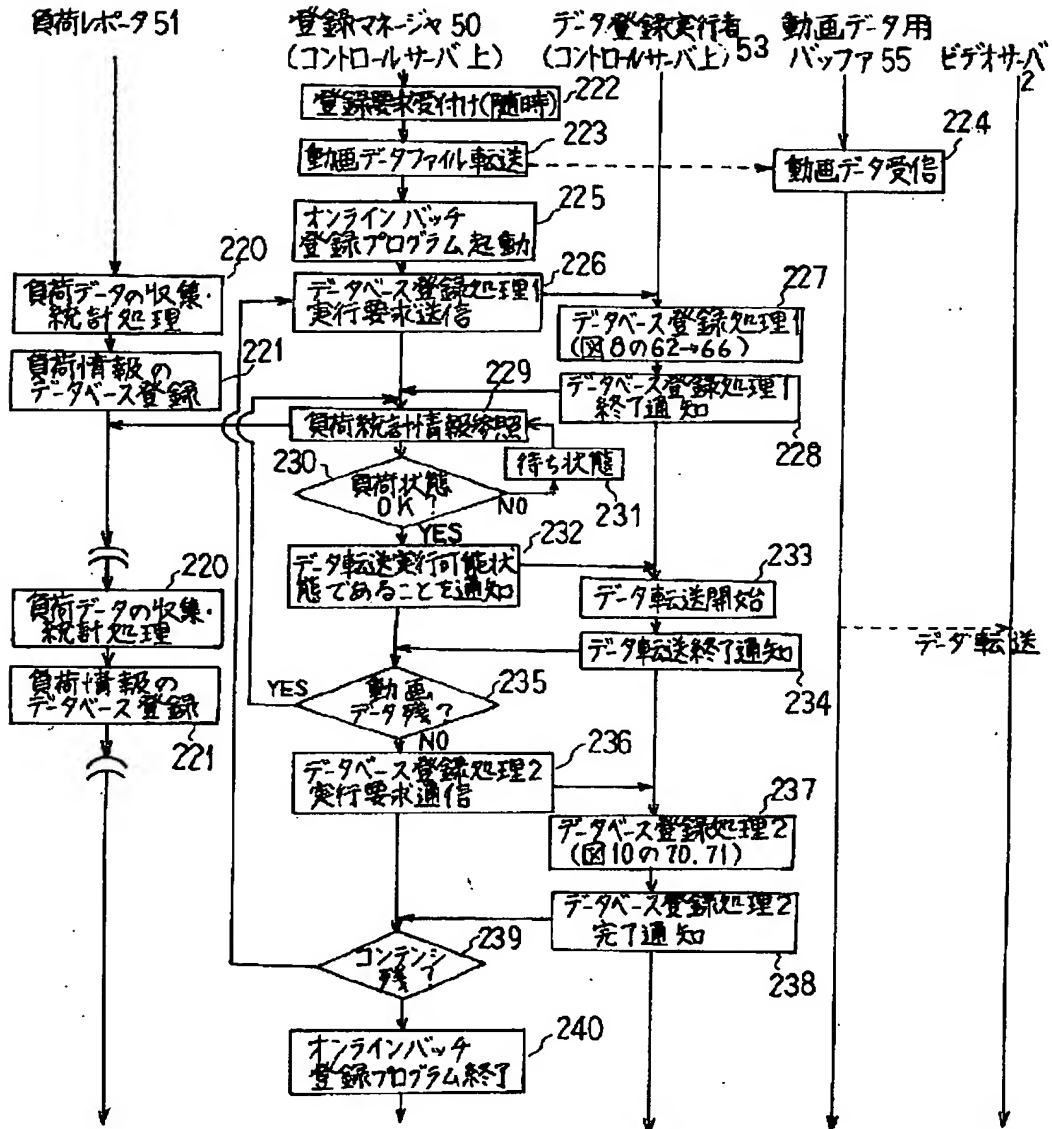 負荷レポータ 51
登録マネージャ 50
(コントロールサーバ上)
データ登録実行者
(コントロールサーバ上) 53
動画データ用
バッファ 55
ビデオサーバ
2
222
登録要求受付け(随時)
223
動画データファイル転送
224
動画データ受信
225
オンラインバッチ
登録プログラム起動
220
負荷データの収集・
統計処理
226
データベース登録処理1
実行要求送信
227
データベース登録処理1
(図8の62→66)
221
負荷情報の
データベース登録
データベース登録処理1
終了通知
228
229
負荷統計情報参照
待ち状態
231
230
負荷状態
OK?
NO
YES
232
データ転送実行可能状
態であることを通知
233
データ転送開始
220
負荷データの収集・
統計処理
データ転送
データ転送終了通知
234
負荷情報の
データベース登録
221
YES
動画
データ残?
235
NO
236
データベース登録処理2
実行要求通信
237
データベース登録処理2
(図10の70.71)
データベース登録処理2
完了通知
238
239
コンテンツ
残?
240
オンラインバッチ
登録プログラム終了